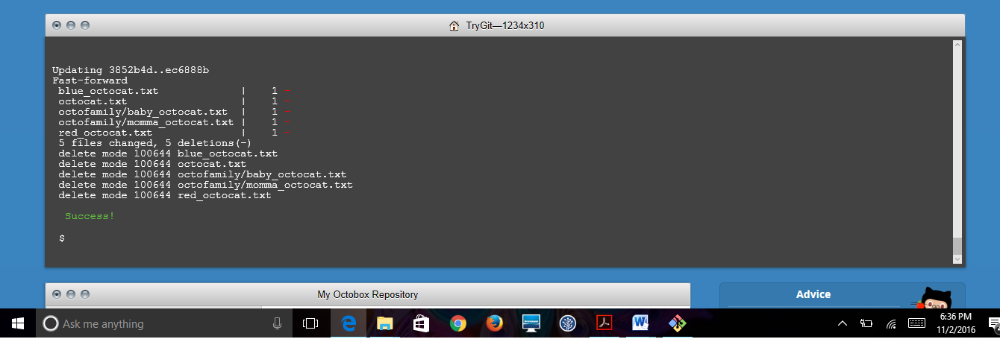 TryGit—1234x310
Updating 3852b4d..ec6888b
Fast-forward
blue_octocat.txt | 1 -
octocat.txt | 1 -
octofamily/baby_octocat.txt | 1 -
octofamily/momma_octocat.txt | 1 -
red_octocat.txt | 1 -
5 files changed, 5 deletions(-)
delete mode 100644 blue_octocat.txt
delete mode 100644 octocat.txt
delete mode 100644 octofamily/baby_octocat.txt
delete mode 100644 octofamily/momma_octocat.txt
delete mode 100644 red_octocat.txt
Success!
$
My Octobox Repository
Advice
Ask me anything
6:36 PM
11/2/2016